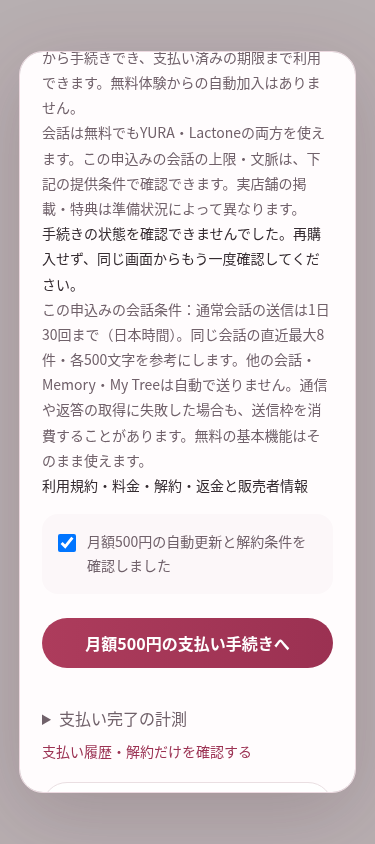 から手続きでき、支払い済みの期限まで利用
できます。無料体験からの自動加入はありま
せん。
会話は無料でもYURA・Lactoneの両方を使え
ます。この申込みの会話の上限・文脈は、下
記の提供条件で確認できます。実店舗の掲
載・特典は準備状況によって異なります。
手続きの状態を確認できませんでした。再購
入せず、同じ画面からもう一度確認してくだ
さい。
この申込みの会話条件：通常会話の送信は1日
30回まで（日本時間）。同じ会話の直近最大8
件・各500文字を参考にします。他の会話・
Memory・My Treeは自動で送りません。通信
や返答の取得に失敗した場合も、送信枠を消
費することがあります。無料の基本機能はそ
のまま使えます。
利用規約・料金・解約・返金と販売者情報
月額500円の自動更新と解約条件を
確認しました
月額500円の支払い手続きへ
▶ 支払い完了の計測
支払い履歴・解約だけを確認する